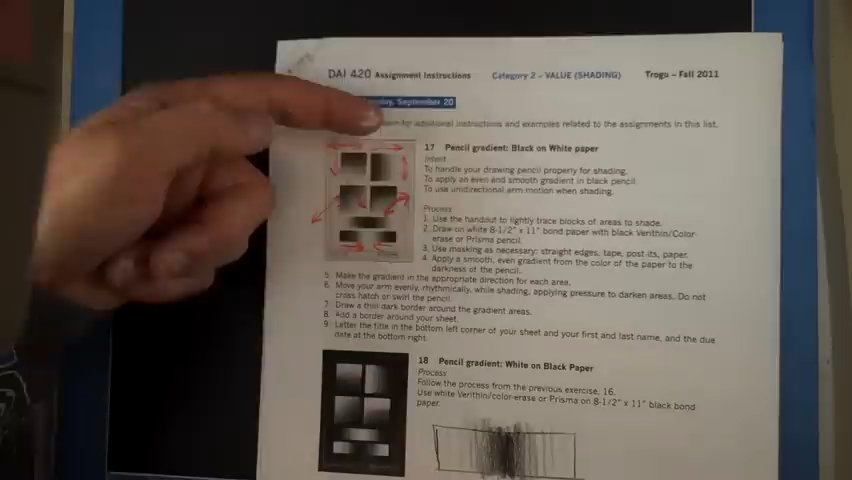 DAI 420 Assignment Instructions Category 2 – VALUE (SHADING) Trogu – Fall 2011
September 20
for additional instructions and examples related to the assignments in this list.
17 Pencil gradient: Black on White paper
Intent
To handle your drawing pencil properly for shading.
To apply an even and smooth gradient in black pencil.
To use unidirectional arm motion when shading.
Process
1. Use the handout to lightly trace blocks of areas to shade.
2. Draw on white 8-1/2" x 11" bond paper with black Verithin/Color-
erase or Prisma pencil.
3. Use masking as necessary: straight edges, tape, post-its, paper.
4. Apply a smooth, even gradient from the color of the paper to the
darkness of the pencil.
5. Make the gradient in the appropriate direction for each area.
6. Move your arm evenly, rhythmically, while shading, applying pressure to darken areas. Do not
cross hatch or swirl the pencil.
7. Draw a thin dark border around the gradient areas.
8. Add a border around your sheet.
9. Letter the title in the bottom left corner of your sheet and your first and last name, and the due
date at the bottom right.
18 Pencil gradient: White on Black Paper
Process
Follow the process from the previous exercise, 16.
Use white Verithin/color-erase or Prisma on 8-1/2" x 11" black bond
paper.